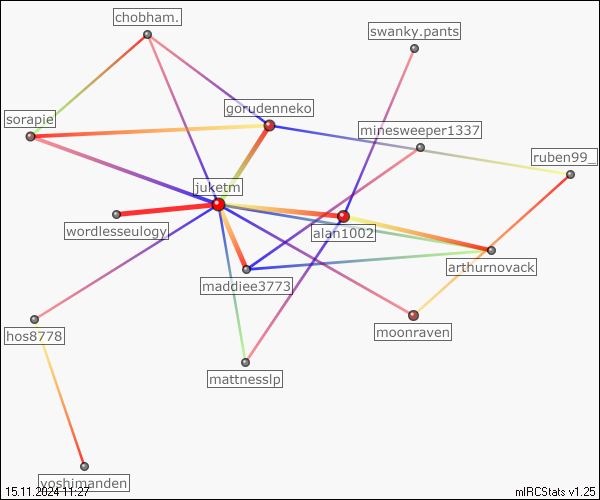 chobham.
swanky.pants
sorapie
gorudenneko
minesweeper1337
ruben99_
juketm
wordlesseulogy
alan1002
arthurnovack
maddiee3773
hos8778
moonraven
mattnesslp
yoshimanden
15.11.2024 11:27
mIRCStats v1.25